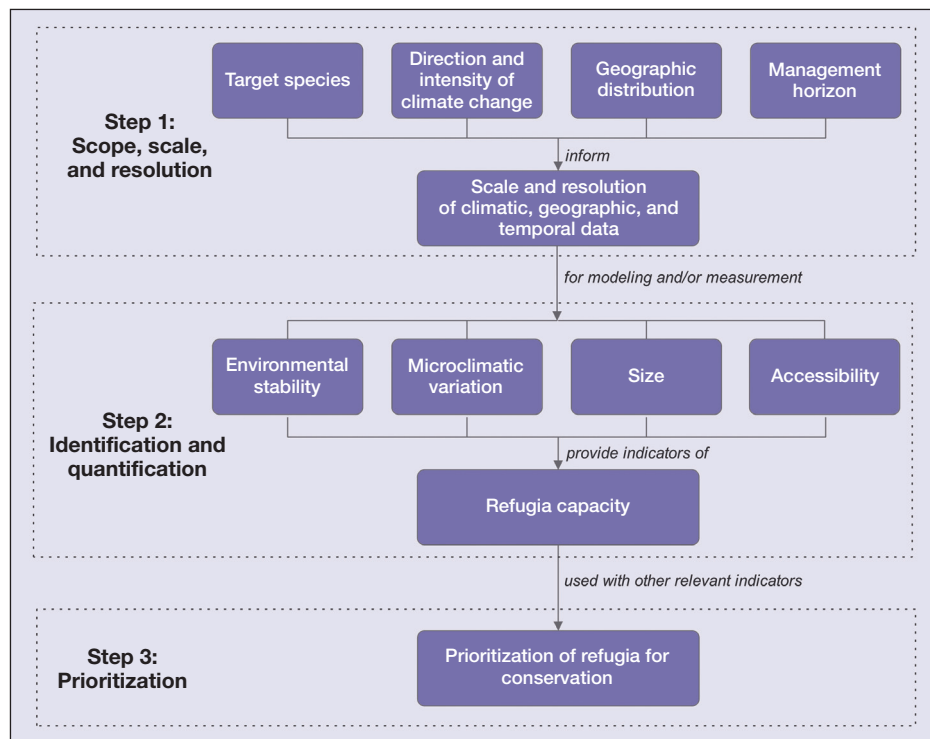 Step 1:
Scope, scale,
and resolution
Target species
Direction and
intensity of
climate change
Geographic
distribution
Management
horizon
inform
Scale and resolution
of climatic, geographic, and
temporal data
for modeling and/or measurement
Step 2:
Identification and
quantification
Environmental
stability
Microclimatic
variation
Size
Accessibility
provide indicators of
Refugia capacity
used with other relevant indicators
Step 3:
Prioritization
Prioritization of refugia for
conservation